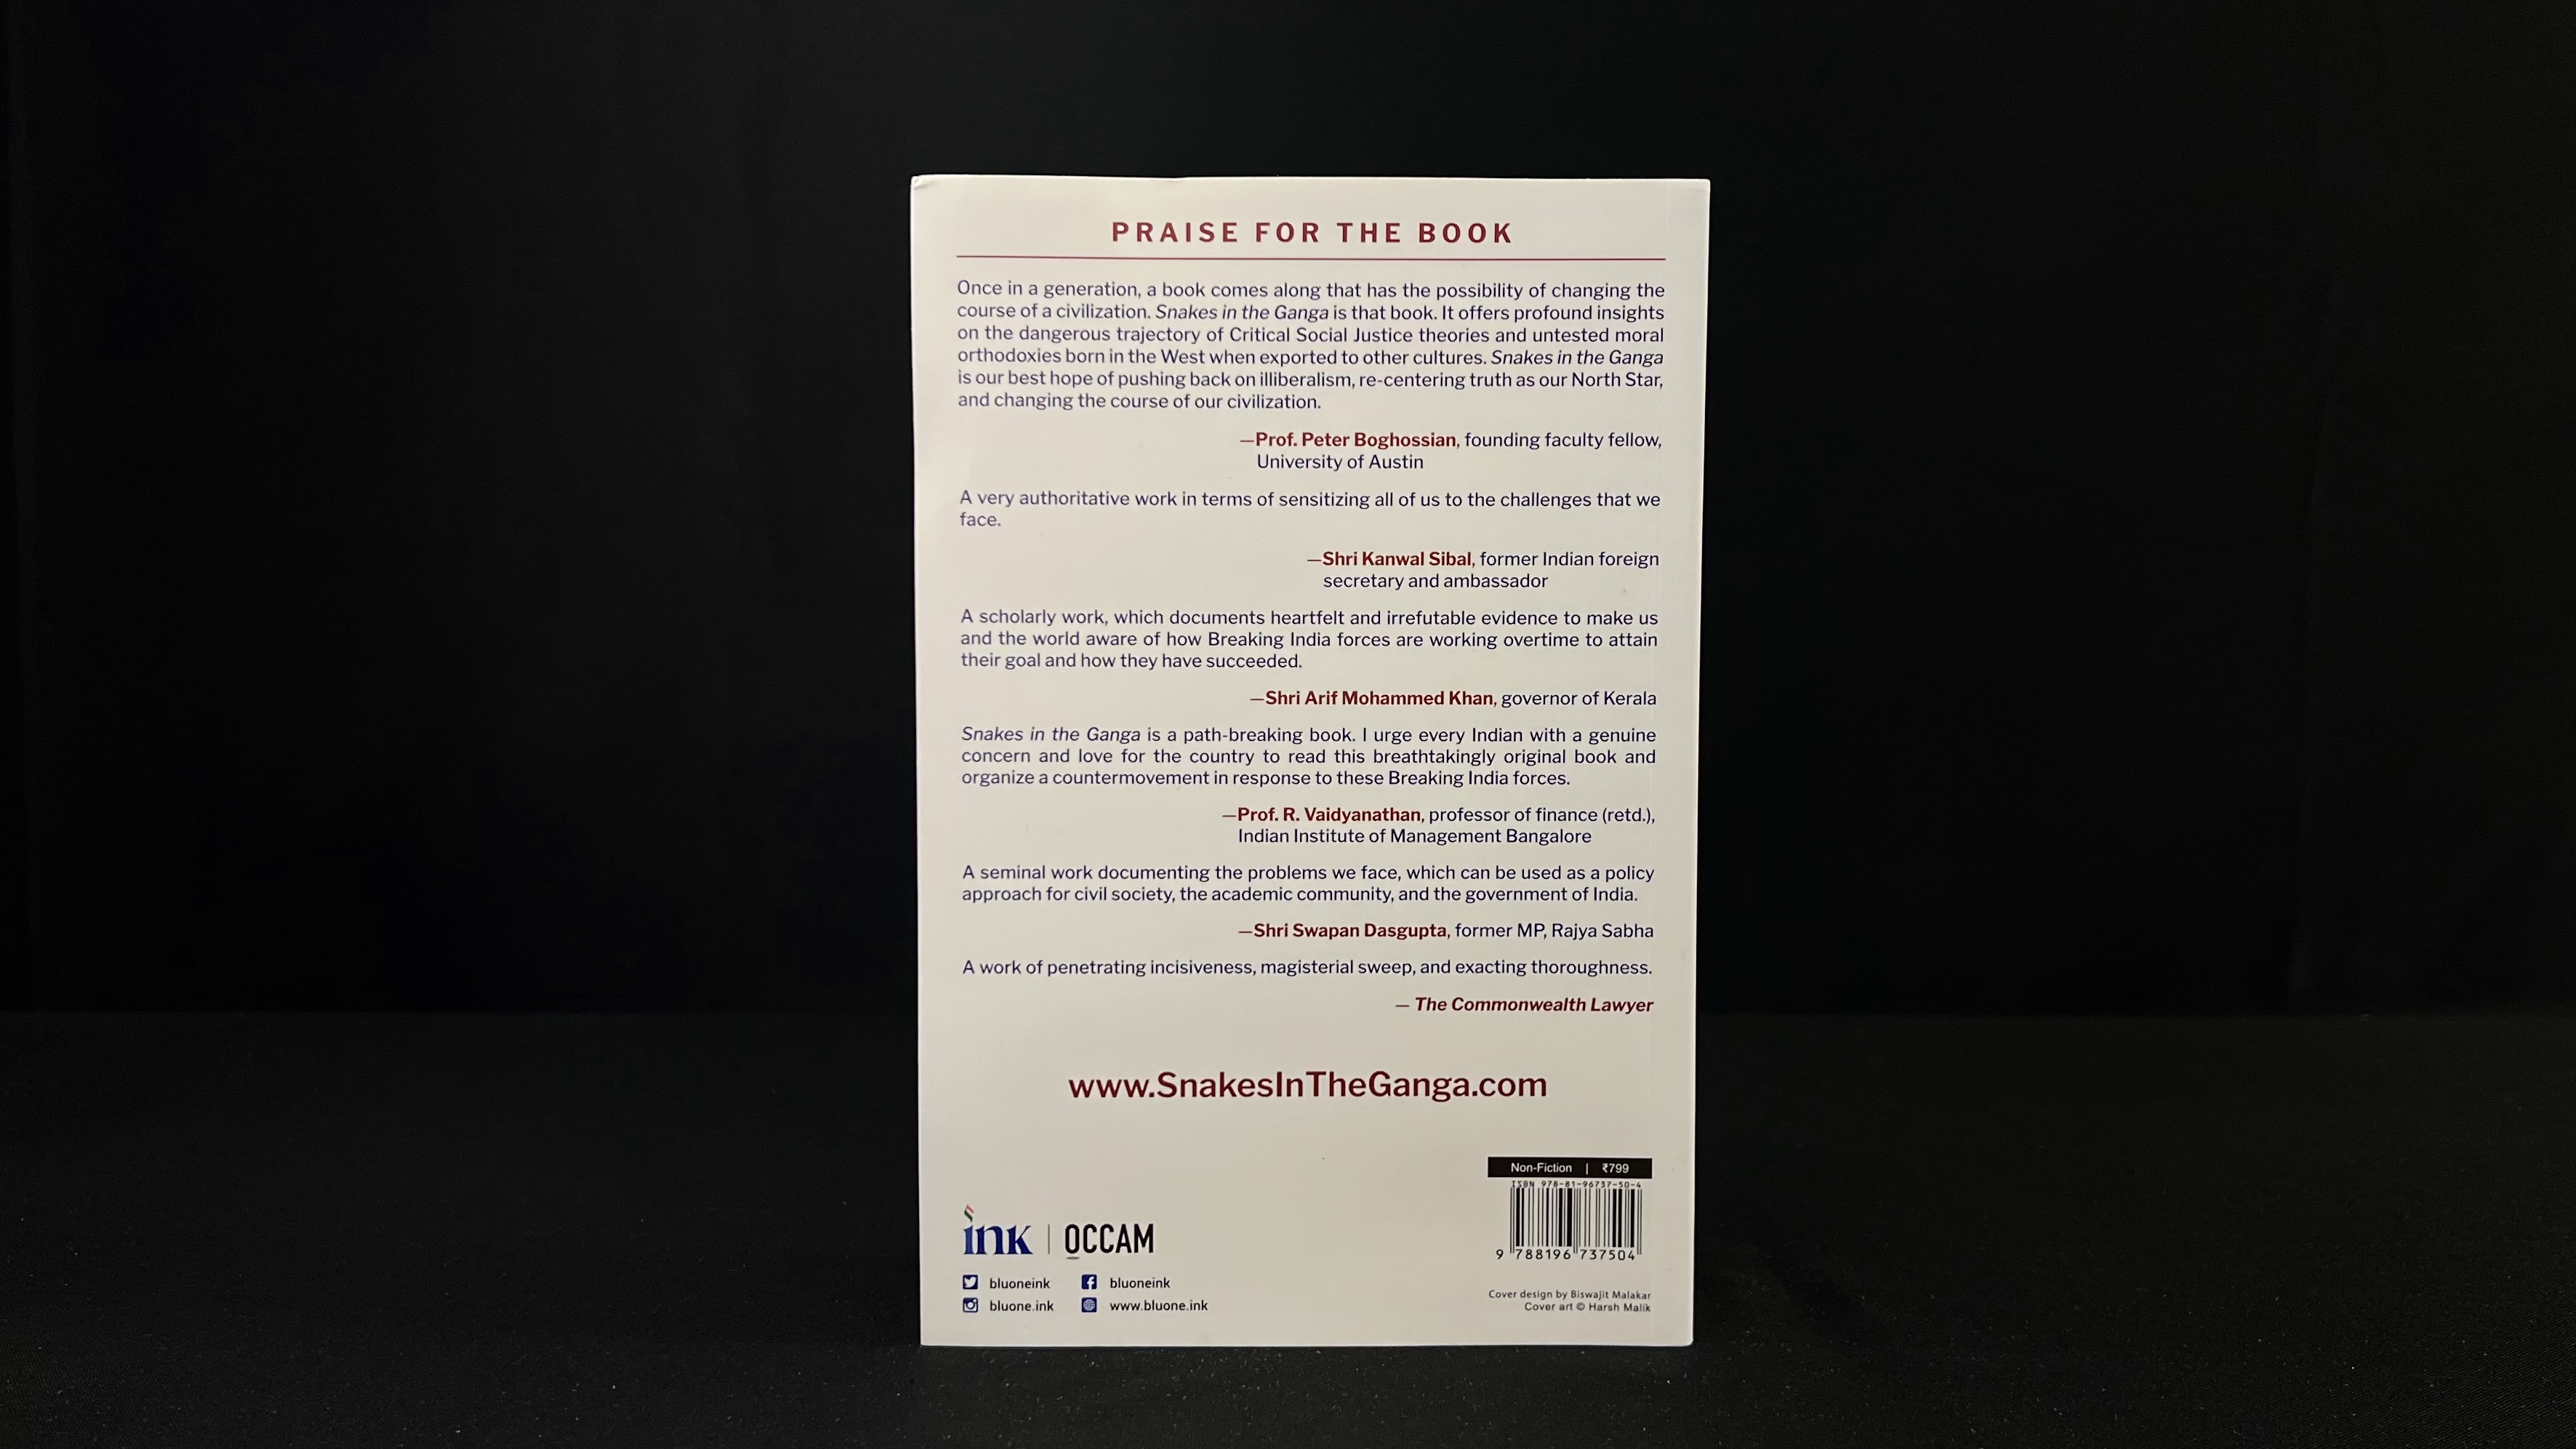 PRAISE FOR THE BOOK
Once in a generation, a book comes along that has the possibility of changing the
course of a civilization. Snakes in the Ganga is that book. It offers profound insights
on the dangerous trajectory of Critical Social Justice theories and untested moral
orthodoxies born in the West when exported to other cultures. Snakes in the Ganga
is our best hope of pushing back on illiberalism, re-centering truth as our North Star,
and changing the course of our civilization.
—Prof. Peter Boghossian, founding faculty fellow,
University of Austin
A very authoritative work in terms of sensitizing all of us to the challenges that we
face.
—Shri Kanwal Sibal, former Indian foreign
secretary and ambassador
A scholarly work, which documents heartfelt and irrefutable evidence to make us
and the world aware of how Breaking India forces are working overtime to attain
their goal and how they have succeeded.
—Shri Arif Mohammed Khan, governor of Kerala
Snakes in the Ganga is a path-breaking book. I urge every Indian with a genuine
concern and love for the country to read this breathtakingly original book and
organize a countermovement in response to these Breaking India forces.
—Prof. R. Vaidyanathan, professor of finance (retd.),
Indian Institute of Management Bangalore
A seminal work documenting the problems we face, which can be used as a policy
approach for civil society, the academic community, and the government of India.
—Shri Swapan Dasgupta, former MP, Rajya Sabha
A work of penetrating incisiveness, magisterial sweep, and exacting thoroughness.
— The Commonwealth Lawyer
www.SnakesInTheGanga.com
Non-Fiction | ₹799
ISBN 978-81-96737-50-4
9 788196 737504
ink | OCCAM
bluoneink bluoneink
bluone.ink www.bluone.ink
Cover design by Biswajit Malakar
Cover art © Harsh Malik